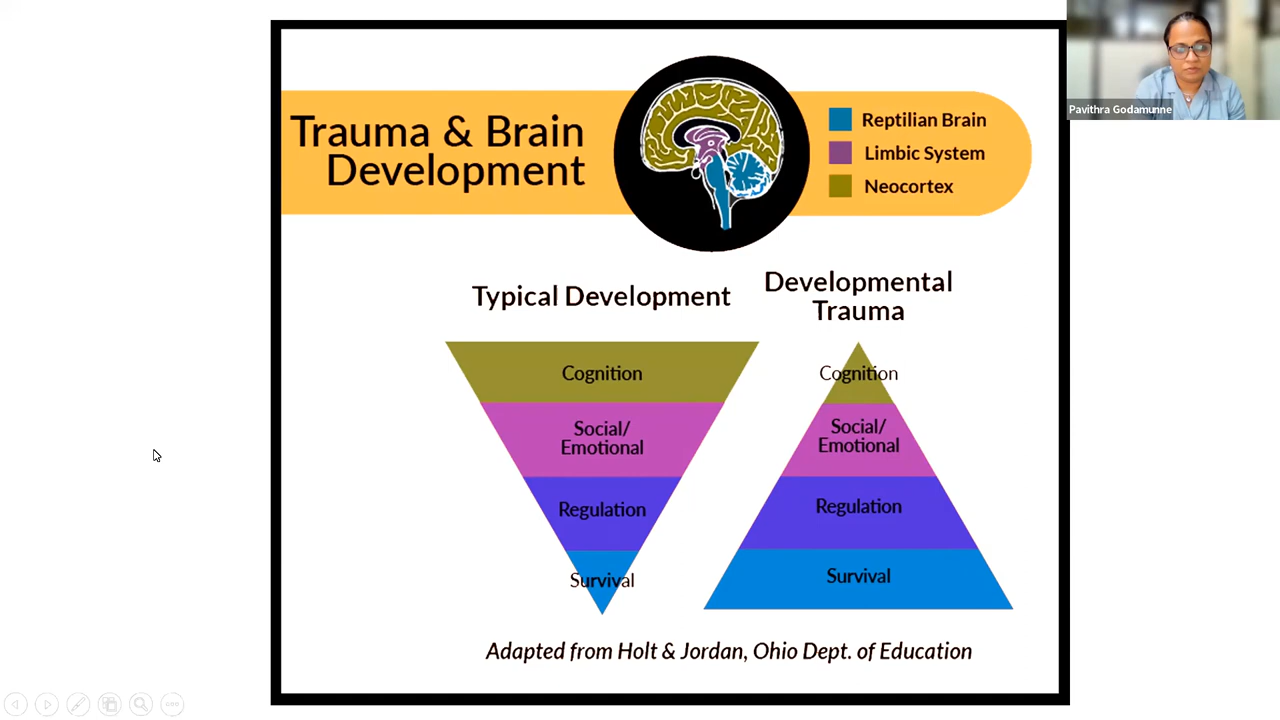 Trauma & Brain
Development
Reptilian Brain
Limbic System
Neocortex
Pavithra Godamunne
Typical Development
Developmental
Trauma
Cognition
Social/
Emotional
Regulation
Survival
Cognition
Social/
Emotional
Regulation
Survival
Adapted from Holt & Jordan, Ohio Dept. of Education